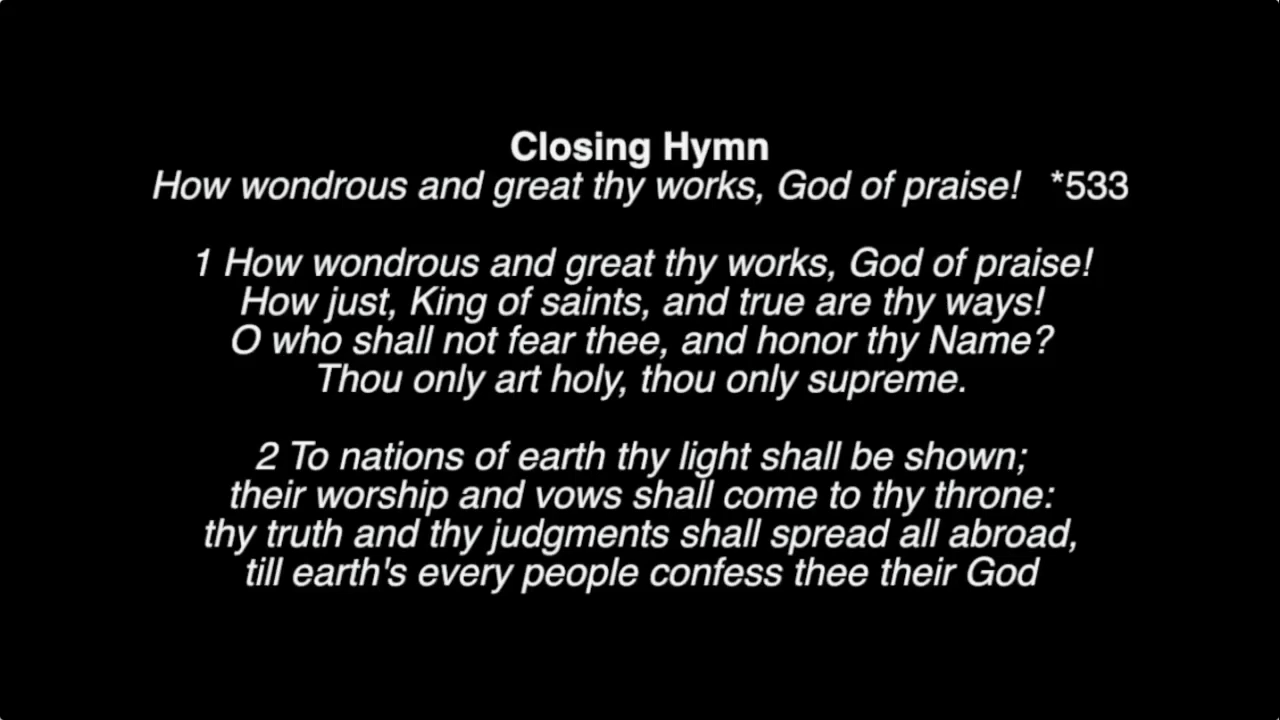 Closing Hymn
How wondrous and great thy works, God of praise! *533
1 How wondrous and great thy works, God of praise!
How just, King of saints, and true are thy ways!
O who shall not fear thee, and honor thy Name?
Thou only art holy, thou only supreme.
2 To nations of earth thy light shall be shown;
their worship and vows shall come to thy throne:
thy truth and thy judgments shall spread all abroad,
till earth's every people confess thee their God